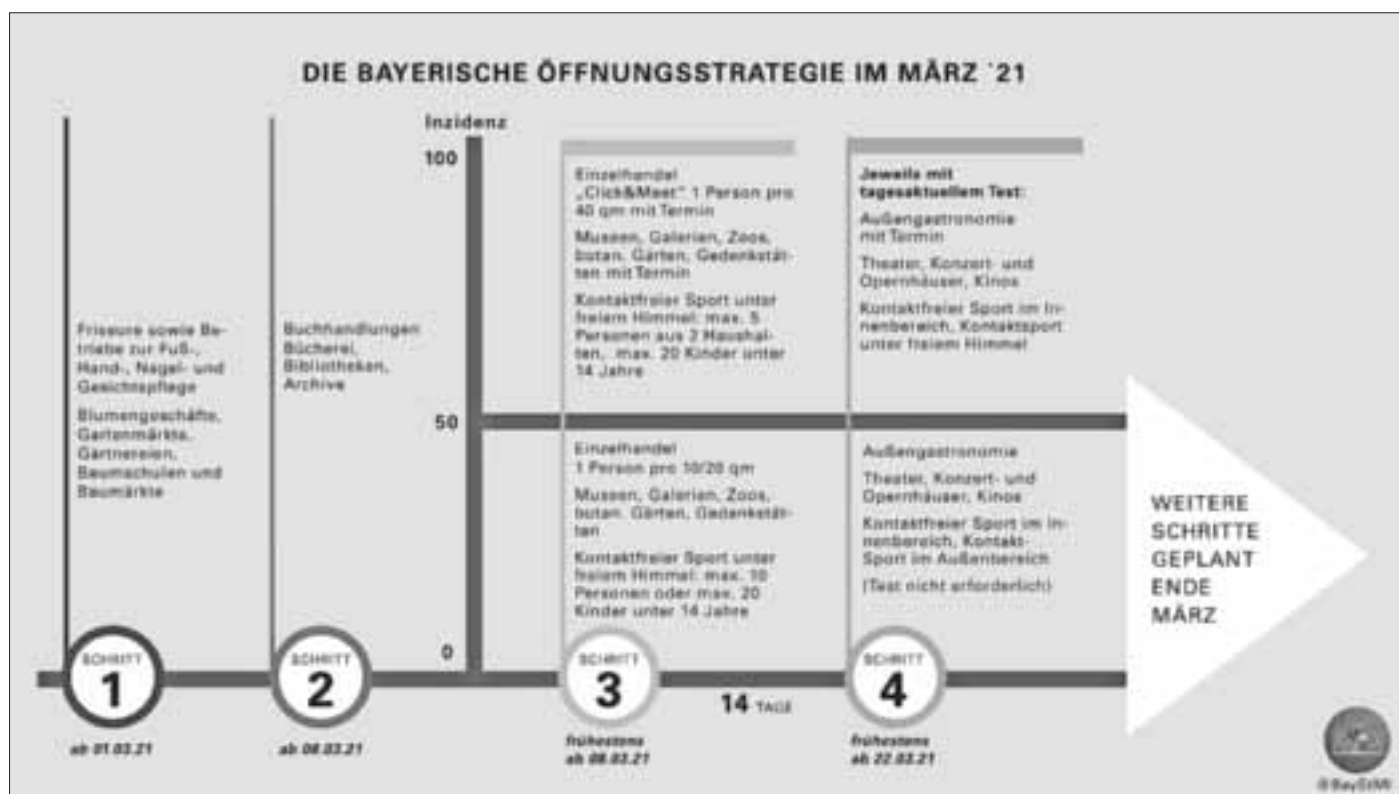 DIE BAYERISCHE ÖFFNUNGSSTRATEGIE IM MÄRZ `21
Friseure sowie Be-
triebe zur Fuß-,
Hand-, Nagel- und
Gesichtspflege
Blumengeschäfte,
Gartenmärkte,
Gärtnereien,
Baumschulen und
Baumärkte
SCHRITT
1
ab 01.03.21
Buchhandlungen
Bücherei,
Bibliotheken,
Archive
SCHRITT
2
ab 08.03.21
Inzidenz
100
50
0
Einzelhandel
„Click&Meet“ 1 Person pro
40 qm mit Termin
Museen, Galerien, Zoos,
botan. Gärten, Gedenkstät-
ten mit Termin
Kontaktfreier Sport unter
freiem Himmel: max. 5
Personen aus 2 Haushal-
ten, max. 20 Kinder unter
14 Jahre
Einzelhandel
1 Person pro 10/20 qm
Museen, Galerien, Zoos,
botan. Gärten, Gedenkstät-
ten
Kontaktfreier Sport unter
freiem Himmel: max. 10
Personen oder max. 20
Kinder unter 14 Jahre
SCHRITT
3
frühestens
ab 08.03.21
14 TAGE
Jeweils mit
tagesaktuellem Test:
Außengastronomie
mit Termin
Theater, Konzert- und
Opernhäuser, Kinos
Kontaktfreier Sport im In-
nenbereich, Kontaktsport
unter freiem Himmel
Außengastronomie
Theater, Konzert- und
Opernhäuser, Kinos
Kontaktfreier Sport im In-
nenbereich, Kontakt-
Sport im Außenbereich
(Test nicht erforderlich)
SCHRITT
4
frühestens
ab 22.03.21
WEITERE
SCHRITTE
GEPLANT
ENDE
MÄRZ
@BayStMI